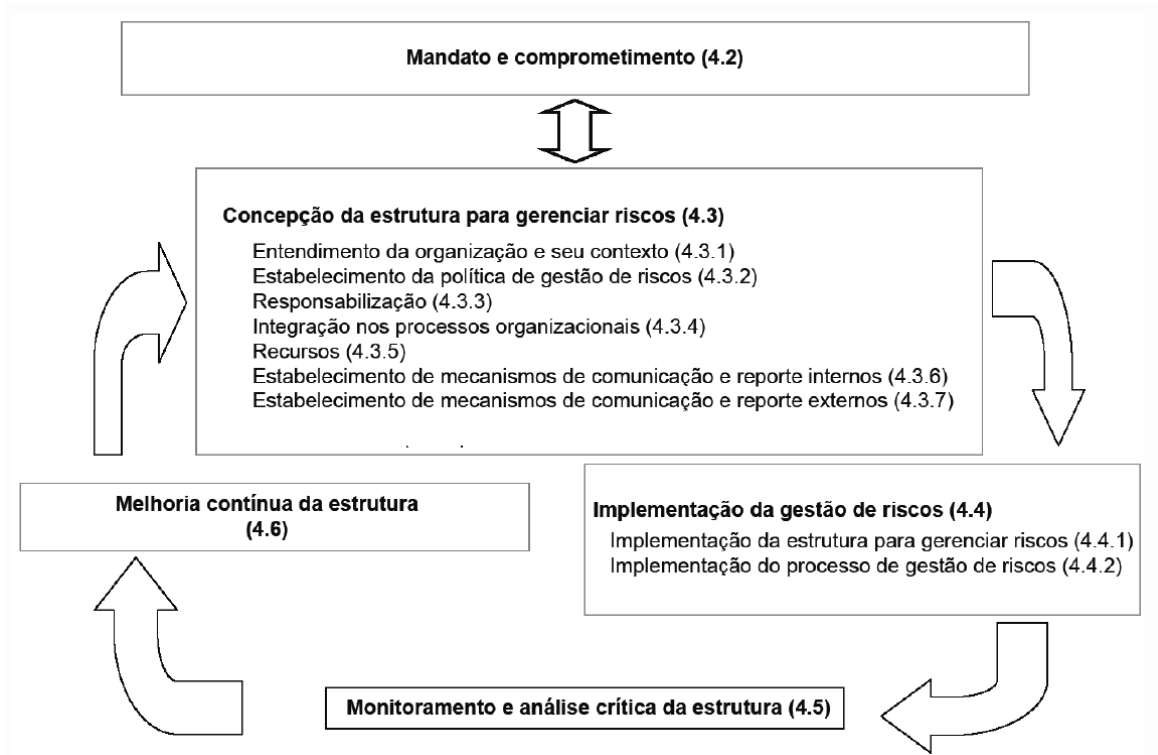 Mandato e comprometimento (4.2)
Concepção da estrutura para gerenciar riscos (4.3)
Entendimento da organização e seu contexto (4.3.1)
Estabelecimento da política de gestão de riscos (4.3.2)
Responsabilização (4.3.3)
Integração nos processos organizacionais (4.3.4)
Recursos (4.3.5)
Estabelecimento de mecanismos de comunicação e reporte internos (4.3.6)
Estabelecimento de mecanismos de comunicação e reporte externos (4.3.7)
Melhoria contínua da estrutura
(4.6)
Implementação da gestão de riscos (4.4)
Implementação da estrutura para gerenciar riscos (4.4.1)
Implementação do processo de gestão de riscos (4.4.2)
Monitoramento e análise crítica da estrutura (4.5)